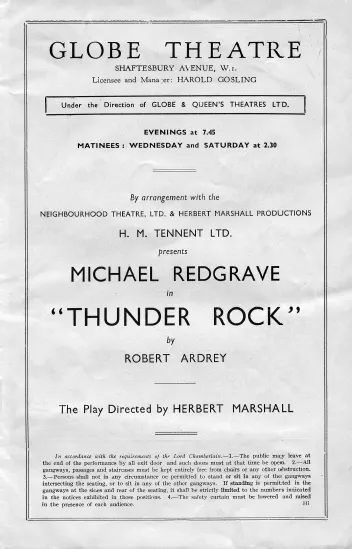 GLOBE THEATRE
SHAFTESBURY AVENUE, W.1.
Licensee and Manager: HAROLD GOSLING
Under the Direction of GLOBE & QUEEN'S THEATRES LTD.
EVENINGS at 7.45
MATINEES: WEDNESDAY and SATURDAY at 2.30
By arrangement with the
NEIGHBOURHOOD THEATRE, LTD. & HERBERT MARSHALL PRODUCTIONS
H. M. TENNENT LTD.
presents
MICHAEL REDGRAVE
in
"THUNDER ROCK"
by
ROBERT ARDREY
The Play Directed by HERBERT MARSHALL
In accordance with the requirements of the Lord Chamberlain.—1.—The public may leave at
the end of the performance by all exit door and such doors must at that time be open. 2.—All
gangways, passages and staircases must be kept entirely free from chairs or any other obstruction.
3.—Persons shall not in any circumstance be permitted to stand or sit in any of the gangways
intersecting the seating, or to sit in any of the other gangways. If standing is permitted in the
gangways at the sides and rear of the seating, it shall be strictly limited to the numbers indicated
in the notices exhibited in those positions. 4.—The safety curtain must be lowered and raised
in the presence of each audience.